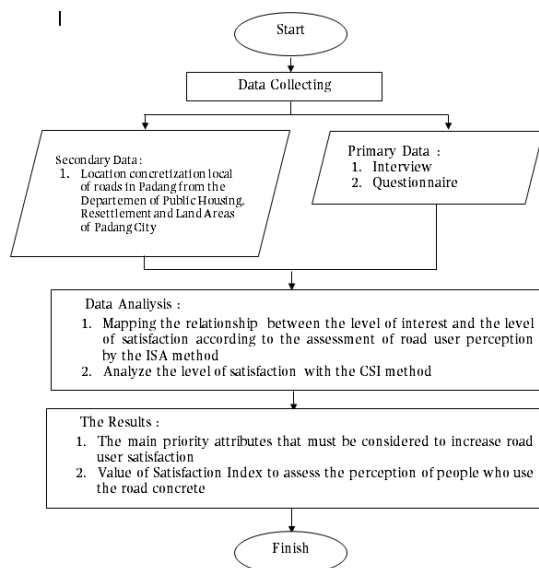 Start
Data Collecting
Secondary Data :
1. Location concretization local
of roads in Padang from the
Departemen of Public Housing,
Resettlement and Land Areas
of Padang City
Primary Data :
1. Interview
2. Questionnaire
Data Analiysis :
1. Mapping the relationship between the level of interest and the level
of satisfaction according to the assessment of road user perception
by the ISA method
2. Analyze the level of satisfaction with the CSI method
The Results :
1. The main priority attributes that must be considered to increase road
user satisfaction
2. Value of Satisfaction Index to assess the perception of people who use
the road concrete
Finish